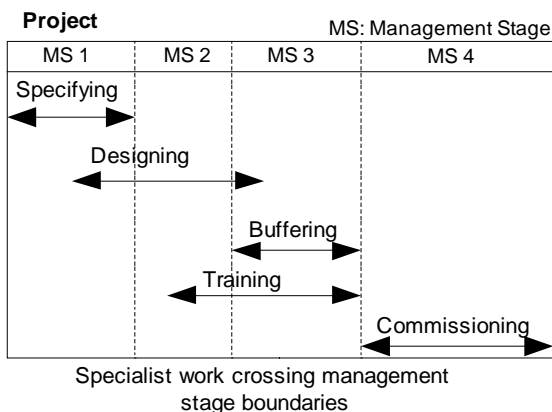 Project
MS: Management Stage
MS 1 MS 2 MS 3 MS 4
Specifying
Designing
Buffering
Training
Commissioning
Specialist work crossing management
stage boundaries